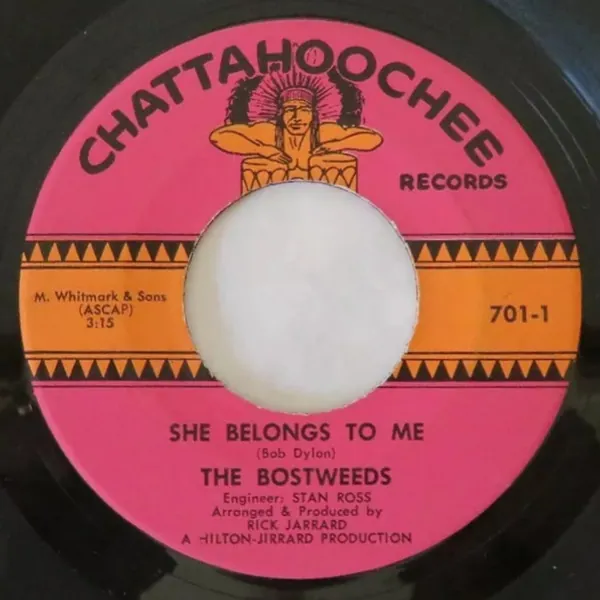 CHATTAHOOCHEE
RECORDS
M. Whitmark & Sons
(ASCAP)
3:15
701-1
SHE BELONGS TO ME
(Bob Dylon)
THE BOSTWEEDS
Engineer: STAN ROSS
Arranged & Produced by
RICK JARRARD
A HILTON-JIRRARD PRODUCTION